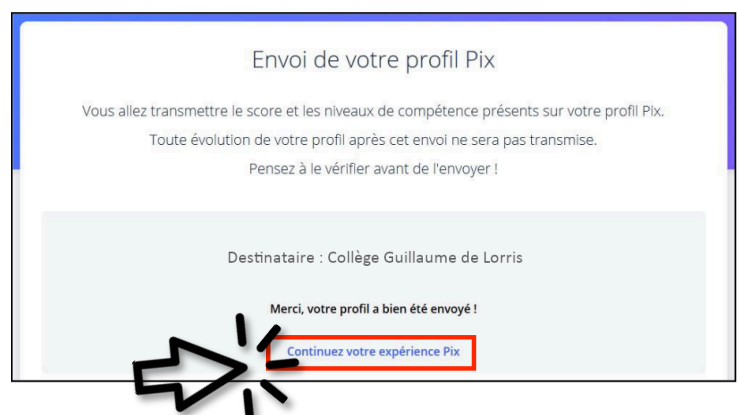 Envoi de votre profil Pix
Vous allez transmettre le score et les niveaux de compétence présents sur votre profil Pix.
Toute évolution de votre profil après cet envoi ne sera pas transmise.
Pensez à le vérifier avant de l'envoyer !
Destinataire : Collège Guillaume de Lorris
Merci, votre profil a bien été envoyé !
Continuez votre expérience Pix